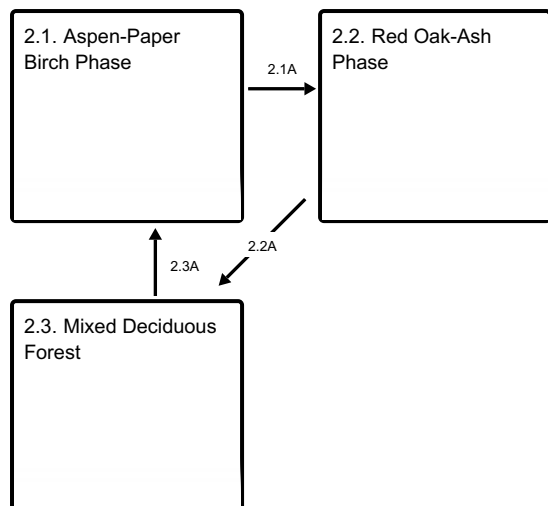 2.1. Aspen-Paper
Birch Phase
2.1A
2.2. Red Oak-Ash
Phase
2.2A
2.3A
2.3. Mixed Deciduous
Forest